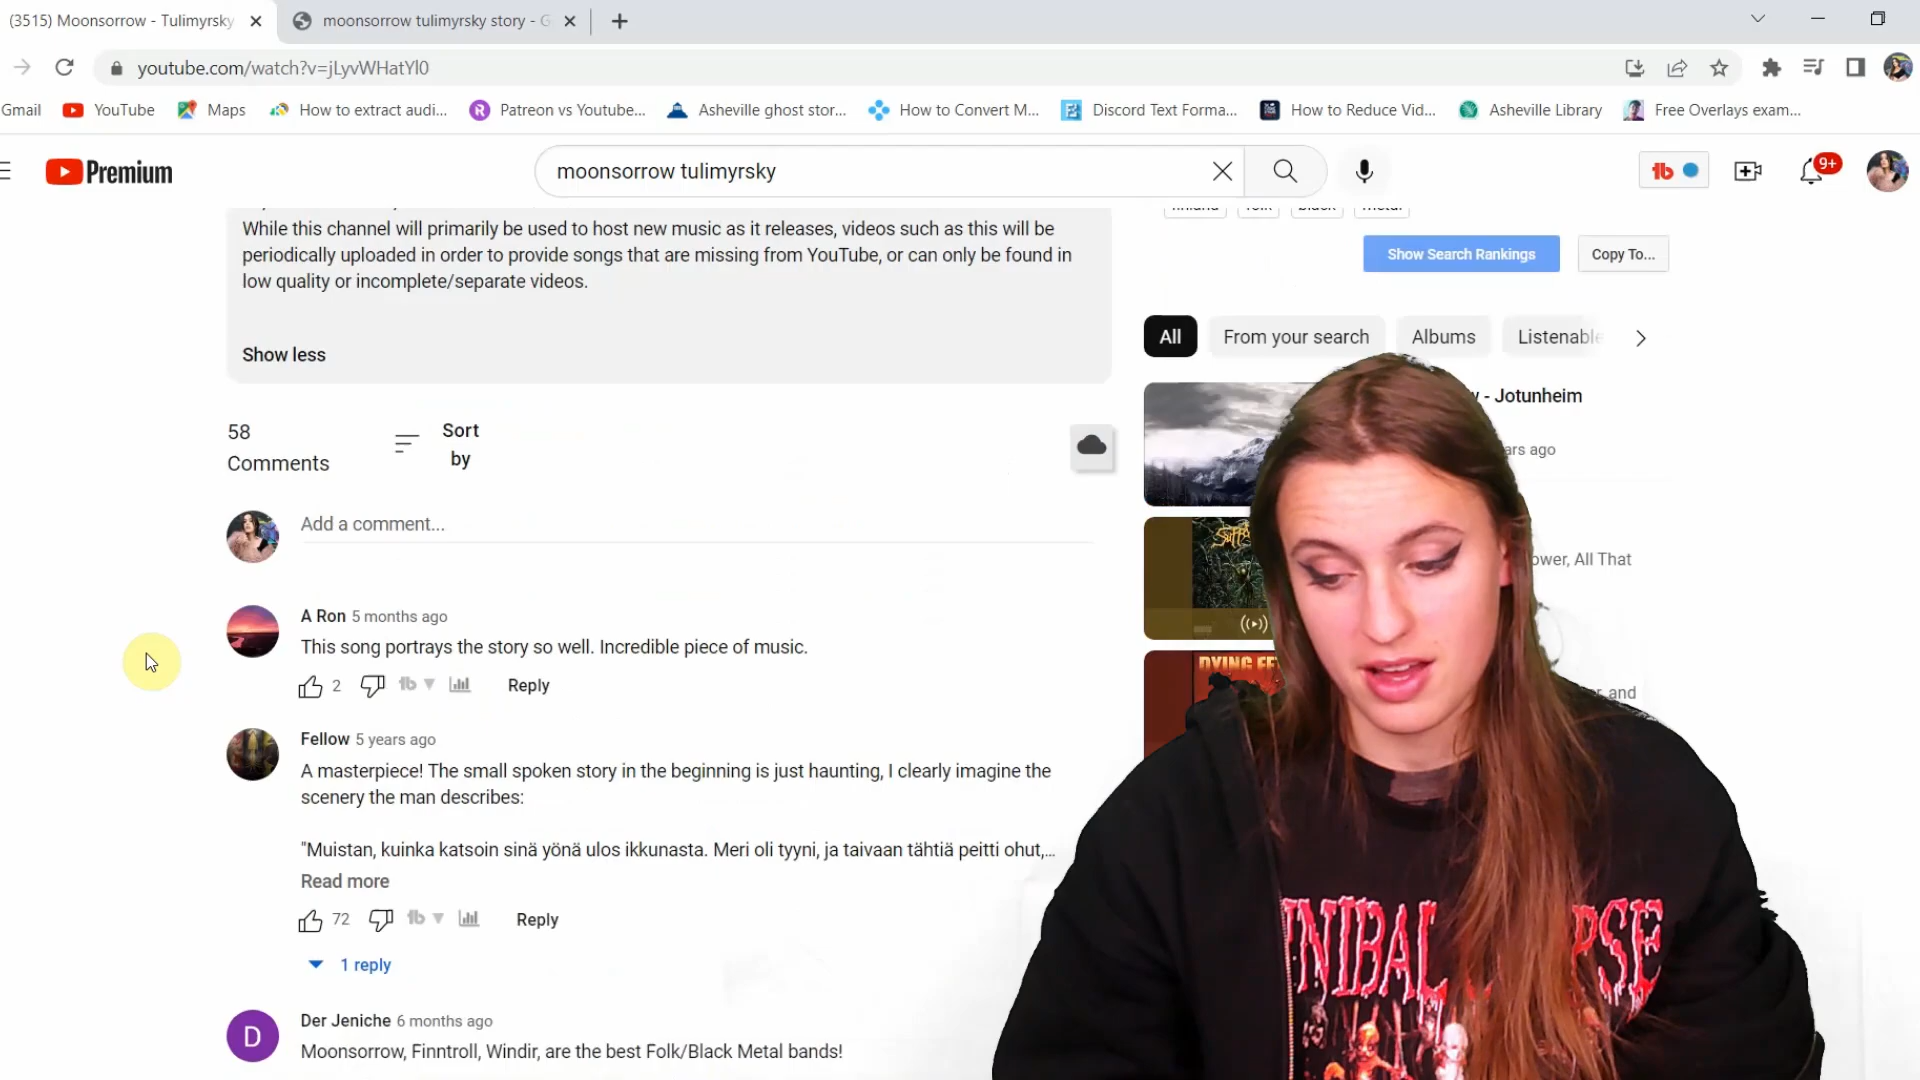 (3515) Moonsorrow - Tulimyrsky
moonsorrow tulimyrsky story - G
youtube.com/watch?v=jLyvWHatYl0
Gmail
YouTube
Maps
How to extract audi...
Patreon vs Youtube...
Asheville ghost stor...
How to Convert M...
Discord Text Forma...
How to Reduce Vid...
Asheville Library
Free Overlays exam...
Premium
moonsorrow tulimyrsky
9+
While this channel will primarily be used to host new music as it releases, videos such as this will be
periodically uploaded in order to provide songs that are missing from YouTube, or can only be found in
low quality or incomplete/separate videos.
Show less
Show Search Rankings
Copy To...
All
From your search
Albums
Listenable
- Jotunheim
ars ago
ower, All That
DYING FE
r, and
58
Comments
Sort
by
Add a comment...
A Ron 5 months ago
This song portrays the story so well. Incredible piece of music.
2
Reply
Fellow 5 years ago
A masterpiece! The small spoken story in the beginning is just haunting, I clearly imagine the
scenery the man describes:
"Muistan, kuinka katsoin sinä yönä ulos ikkunasta. Meri oli tyyni, ja taivaan tähtiä peitti ohut,...
Read more
72
Reply
1 reply
D
Der Jeniche 6 months ago
Moonsorrow, Finntroll, Windir, are the best Folk/Black Metal bands!
NIBAL
PSE